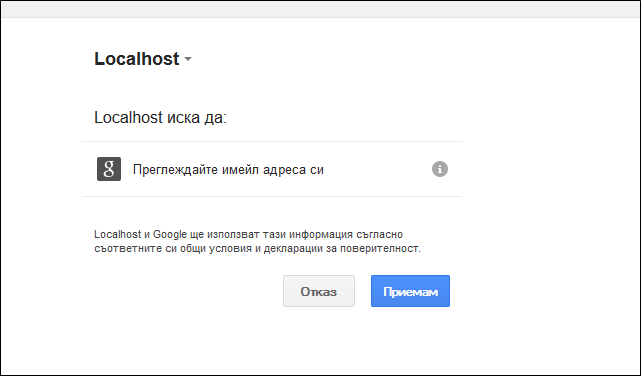 Localhost
Localhost иска да:
g Преглеждайте имейл адреса си i
Localhost и Google ще използват тази информация съгласно
съответните си общи условия и декларации за поверителност.
Отказ Приемам